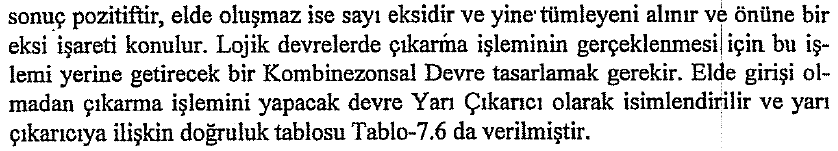 sonuç pozitiftir, elde oluşmaz ise sayı eksidir ve yine tümleyeni alınır ve önüne bir
eksi işareti konulur. Lojik devrelerde çıkarma işleminin gerçeklenmesi için bu iş-
lemi yerine getirecek bir Kombinezonsal Devre tasarlamak gerekir. Elde girişi ol-
madan çıkarma işlemini yapacak devre Yarı Çıkarıcı olarak isimlendirilir ve yarı
çıkarıcıya ilişkin doğruluk tablosu Tablo-7.6 da verilmiştir.